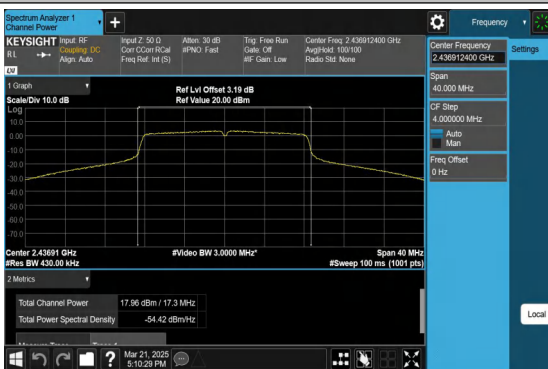 Spectrum Analyzer 1
Channel Power
+
Frequency
KEYSIGHT
RL
Input: RF
Coupling: DC
Align: Auto
Input Z: 50 Ω
Corr CCorr RCal
Freq Ref: Int (S)
Atten: 30 dB
#PNO: Fast
Trig: Free Run
Gate: Off
#IF Gain: Low
Center Freq: 2.436912400 GHz
Avg|Hold: 100/100
Radio Std: None
LXI
1 Graph
Scale/Div 10.0 dB
Ref Lvl Offset 3.19 dB
Ref Value 20.00 dBm
Log
10.0
0.00
-10.0
-20.0
-30.0
-40.0
-50.0
-60.0
-70.0
Center 2.43691 GHz
#Res BW 430.00 kHz
#Video BW 3.0000 MHz*
Span 40 MHz
#Sweep 100 ms (1001 pts)
2 Metrics
Total Channel Power 17.96 dBm / 17.3 MHz
Total Power Spectral Density -54.42 dBm/Hz
?
Mar 21, 2025
5:10:29 PM
Center Frequency
2.436912400 GHz
Span
40.000 MHz
CF Step
4.000000 MHz
Auto
Man
Freq Offset
0 Hz
Settings
Local